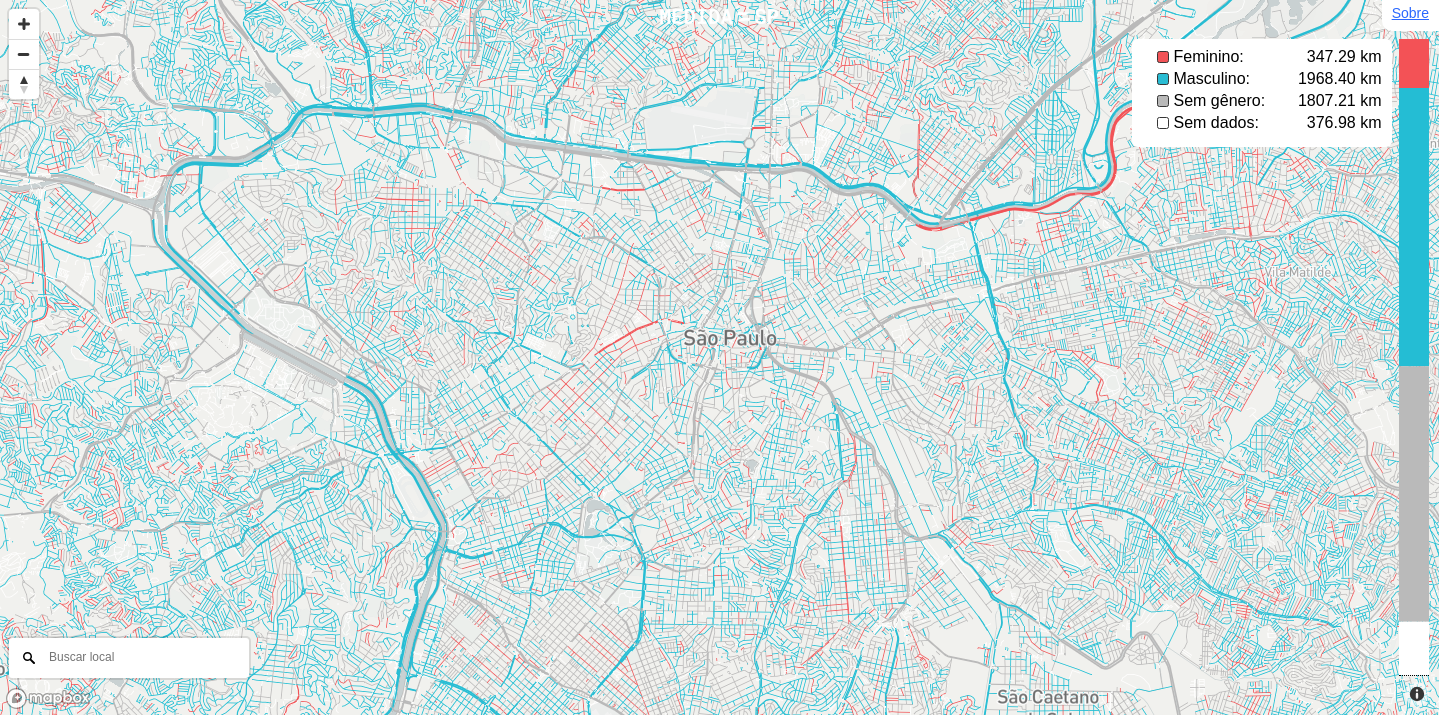 Sobre
Feminino: 347.29 km
Masculino: 1968.40 km
Sem gênero: 1807.21 km
Sem dados: 376.98 km
Vila Matilde
São Paulo
Buscar local
mapbox
São Caetano